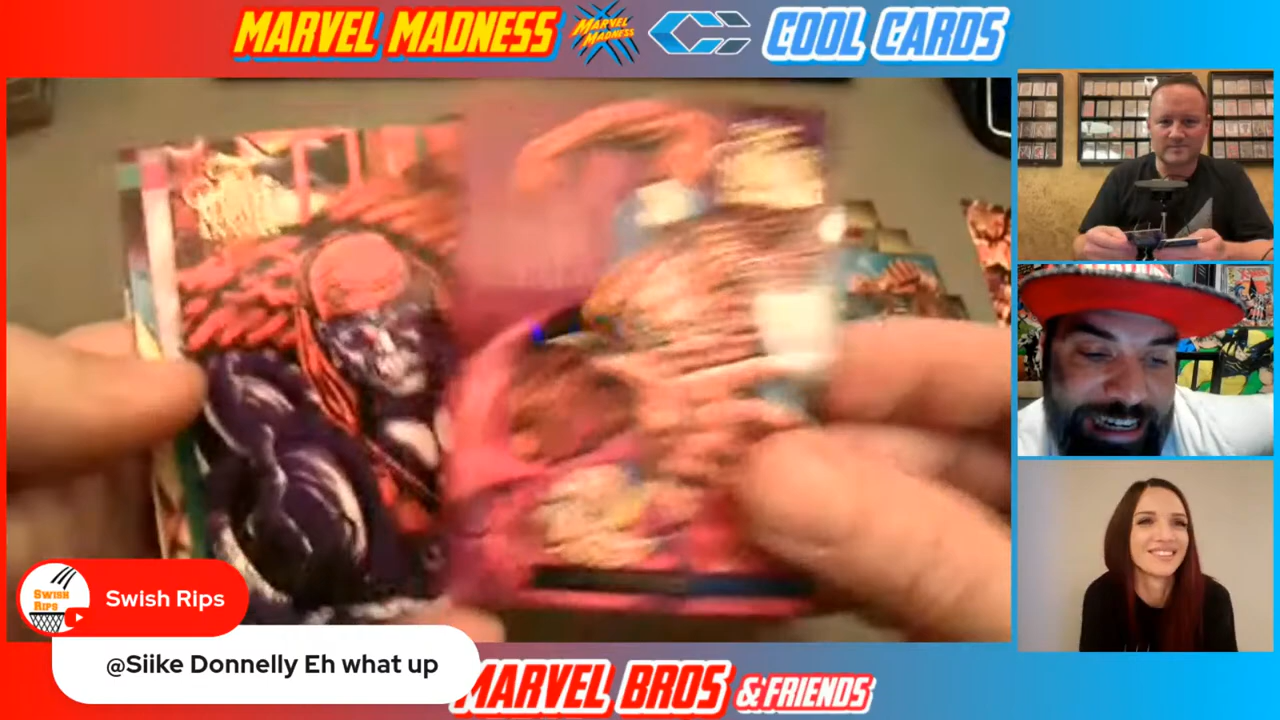 MARVEL MADNESS
MARVEL MADNESS
COOL CARDS
SWISH
RIPS
Swish Rips
@Siike Donnelly Eh what up
MARVEL BROS & FRIENDS